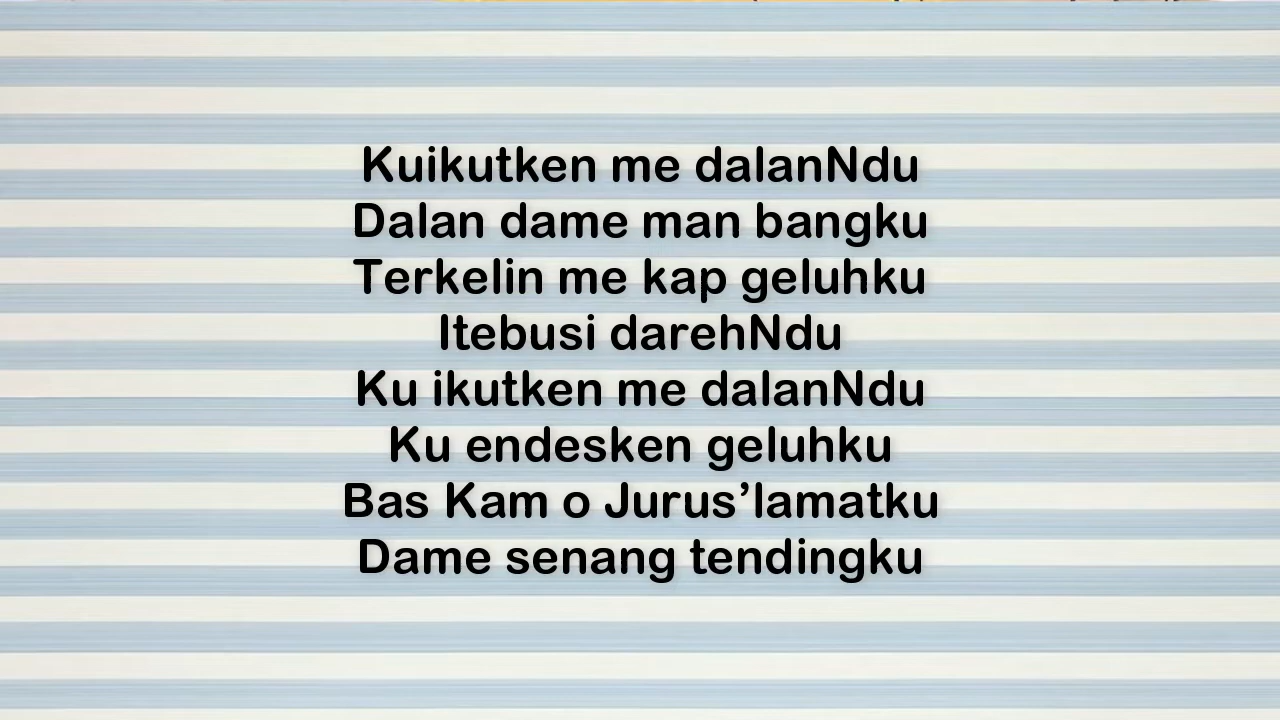 Kuikutken me dalanNdu
Dalan dame man bangku
Terkelin me kap geluhku
Itebusi darehNdu
Ku ikutken me dalanNdu
Ku endesken geluhku
Bas Kam o Jurus’lamatku
Dame senang tendingku